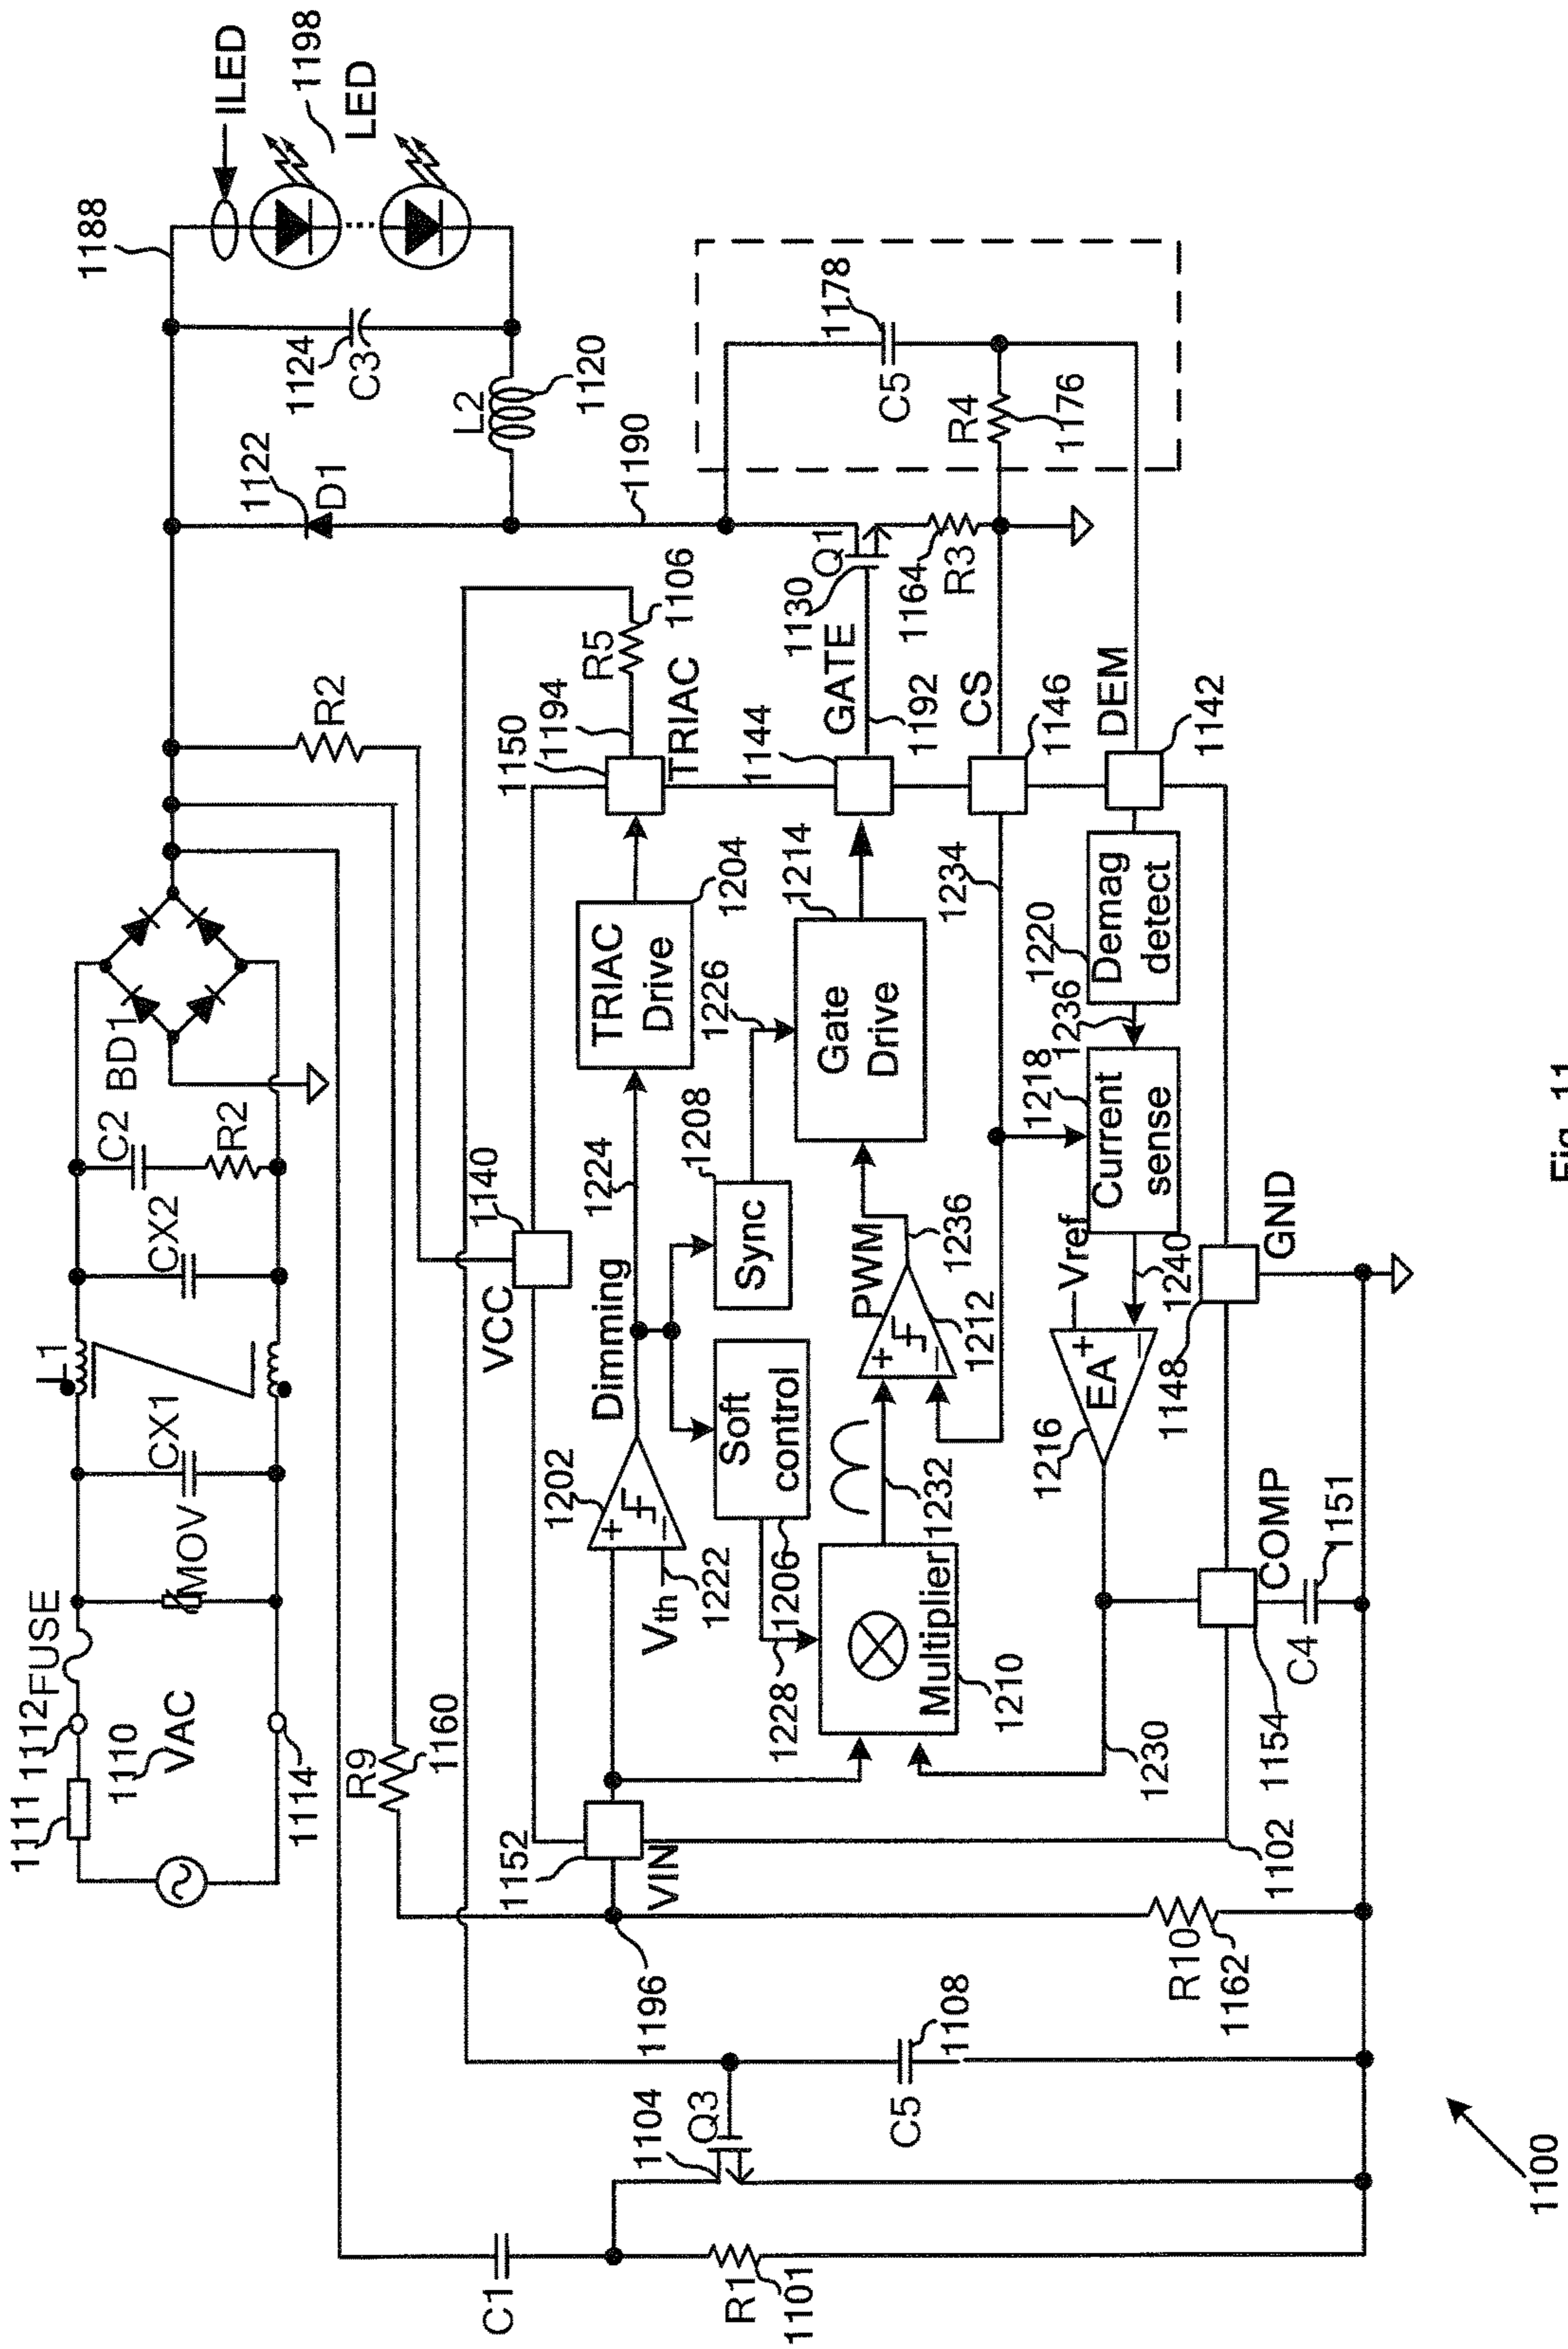 1111
1112
FUSE
1110
VAC
1114
MOV
CX1
L1
CX2
C2
R2
BD1
R2
1188
ILED
1198
LED
1124
C3
1122
D1
L2
1120
1190
R9
1160
VCC
1140
1150
1194
R5
1106
TRIAC
1152
VIN
1196
1202
Vth
1222
Dimming
1224
TRIAC
Drive
1204
Soft
control
1206
1228
Sync
1208
1226
Multiplier
1210
1232
PWM
1236
1212
Gate
Drive
1214
1144
GATE
1192
1130
Q1
1164
R3
CS
1146
1234
DEM
1142
C5
1178
R4
1176
Demag
detect
1220
1236
Current
sense
1218
1240
Vref
EA
1216
1230
1148
GND
COMP
1154
C4
1151
1102
R10
1162
C1
R1
1101
1104
Q3
C5
1108
1100
Fig. 11